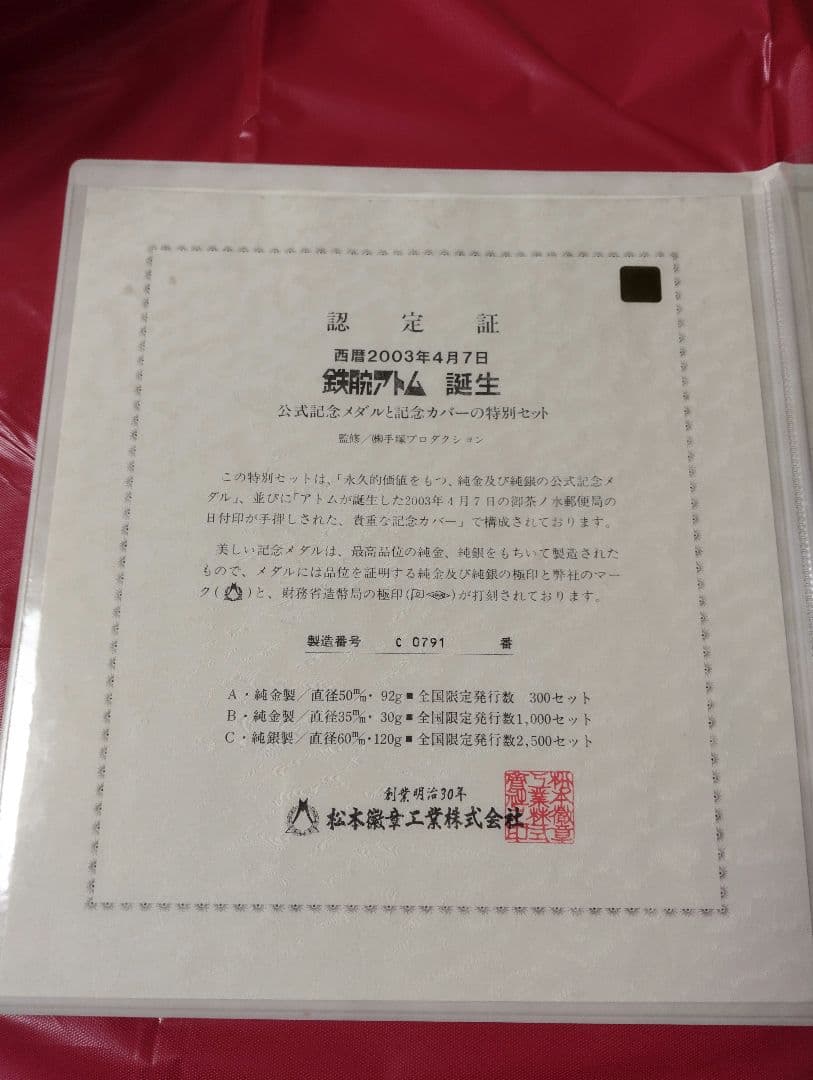 認定証
西暦2003年4月7日
鉄腕アトム 誕生
公式記念メダルと記念カバーの特別セット
監修／㈱手塚プロダクション
この特別セットは、「永久的価値をもつ、純金及び純銀の公式記念メ
ダル」、並びに「アトムが誕生した2003年4月7日の御茶ノ水郵便局の
日付印が手押しされた、貴重な記念カバー」で構成されております。
美しい記念メダルは、最高品位の純金、純銀をもちいて製造された
もので、メダルには品位を証明する純金及び純銀の極印と弊社のマー
ク( )と、財務省造幣局の極印( )が打刻されております。
製造番号 C 0791 番
A・純金製／直径50m/m・ 92g■全国限定発行数 300セット
B・純金製／直径35m/m・ 30g■全国限定発行数1,000セット
C・純銀製／直径60m/m・120g■全国限定発行数2,500セット
創業明治30年
松本徽章工業株式会社